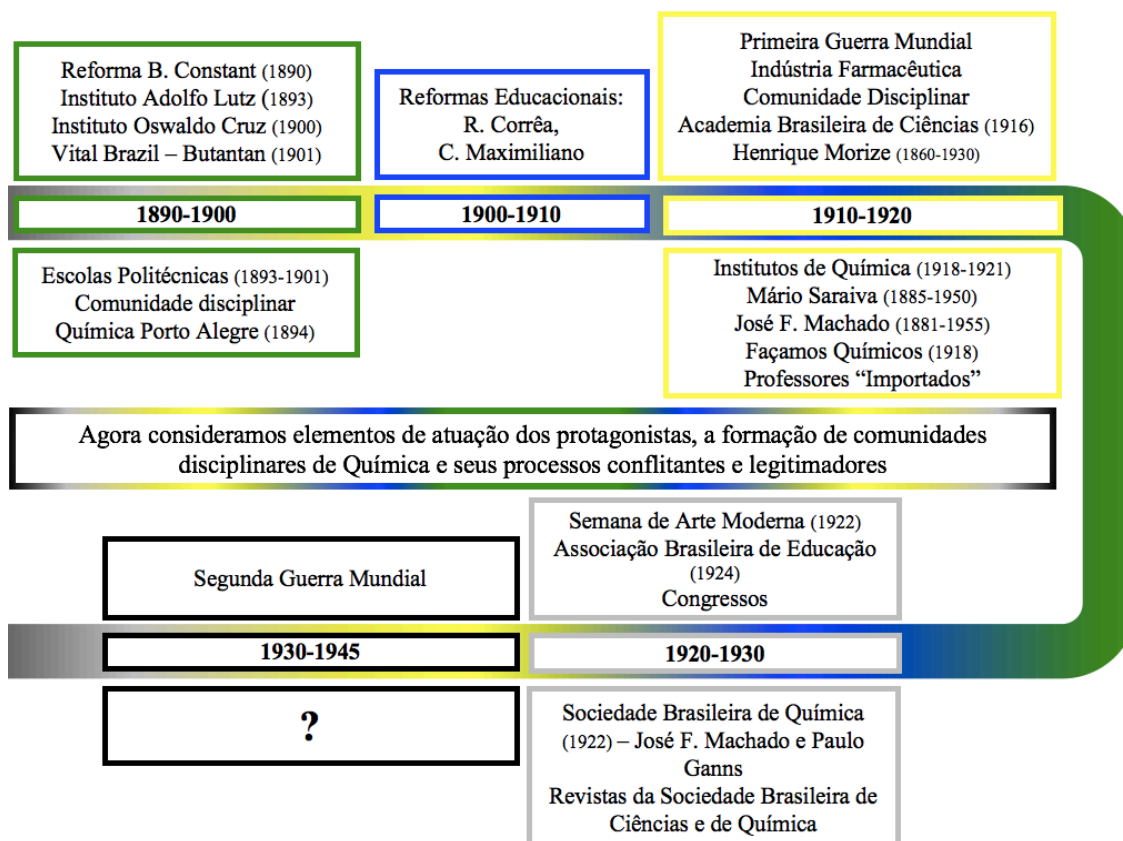 Reforma B. Constant (1890)
Instituto Adolfo Lutz (1893)
Instituto Oswaldo Cruz (1900)
Vital Brazil – Butantan (1901)
Reformas Educacionais:
R. Corrêa,
C. Maximiliano
Primeira Guerra Mundial
Indústria Farmacêutica
Comunidade Disciplinar
Academia Brasileira de Ciências (1916)
Henrique Morize (1860-1930)
1890-1900
1900-1910
1910-1920
Escolas Politécnicas (1893-1901)
Comunidade disciplinar
Química Porto Alegre (1894)
Institutos de Química (1918-1921)
Mário Saraiva (1885-1950)
José F. Machado (1881-1955)
Façamos Químicos (1918)
Professores “Importados”
Agora consideramos elementos de atuação dos protagonistas, a formação de comunidades
disciplinares de Química e seus processos conflitantes e legitimadores
Segunda Guerra Mundial
Semana de Arte Moderna (1922)
Associação Brasileira de Educação
(1924)
Congressos
1930-1945
1920-1930
?
Sociedade Brasileira de Química
(1922) – José F. Machado e Paulo
Ganns
Revistas da Sociedade Brasileira de
Ciências e de Química